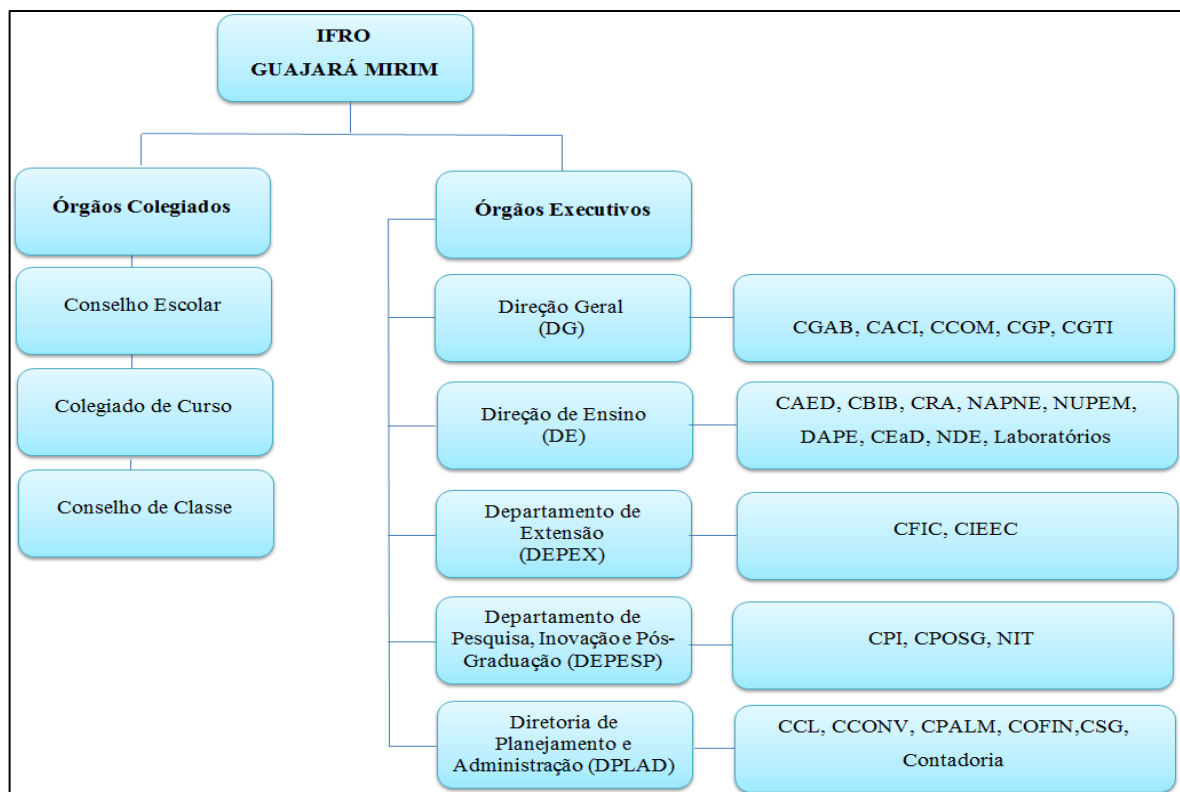 IFRO
GUAJARÁ MIRIM
Órgãos Colegiados
Conselho Escolar
Colegiado de Curso
Conselho de Classe
Órgãos Executivos
Direção Geral
(DG)
CGAB, CACI, CCOM, CGP, CGTI
Direção de Ensino
(DE)
CAED, CBIB, CRA, NAPNE, NUPEM,
DAPE, CEaD, NDE, Laboratórios
Departamento de
Extensão
(DEPEX)
CFIC, CIEEC
Departamento de
Pesquisa, Inovação e Pós-
Graduação (DEPESP)
CPI, CPOSG, NIT
Diretoria de
Planejamento e
Administração (DPLAD)
CCL, CCONV, CPALM, COFIN,CSG,
Contadoria